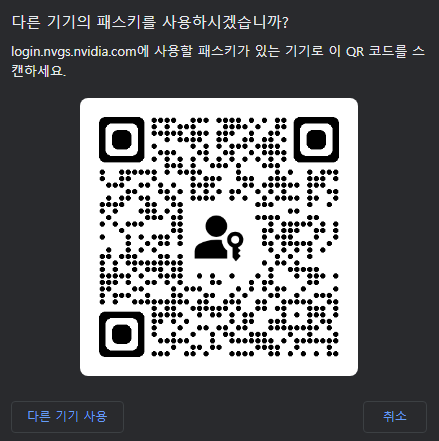 다른 기기의 패스키를 사용하시겠습니까?
login.nvgs.nvidia.com에 사용할 패스키가 있는 기기로 이 QR 코드를 스
캔하세요.
다른 기기 사용
취소